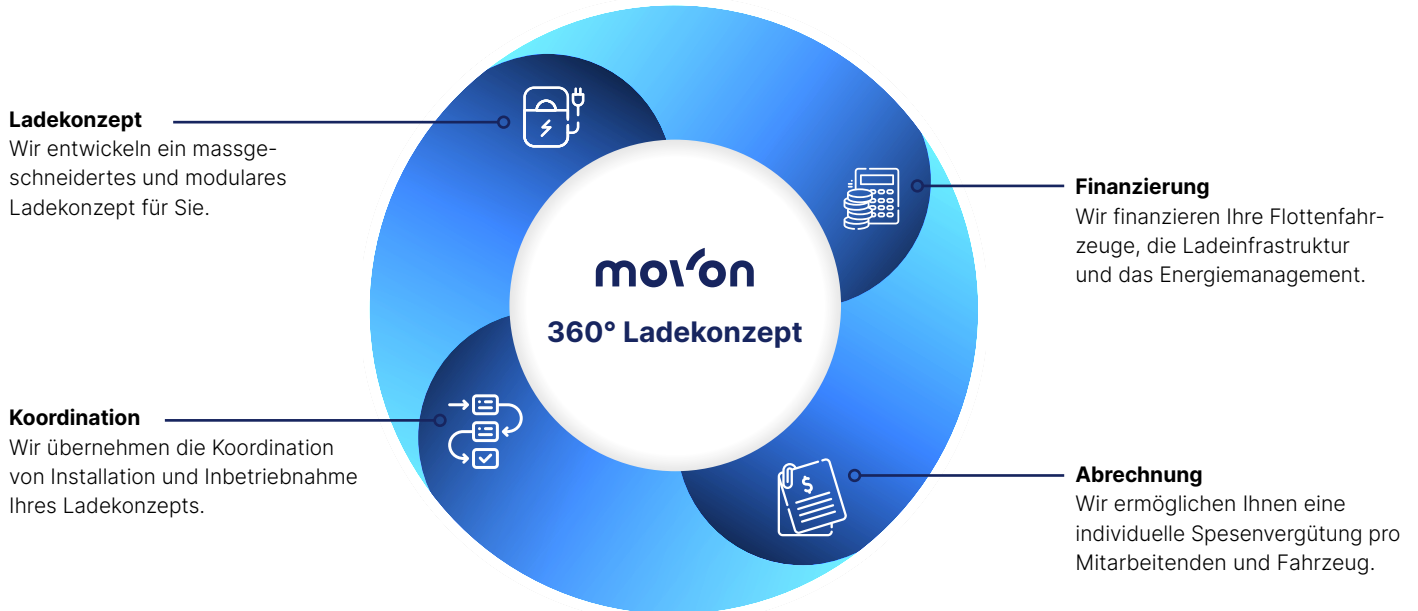 Ladekonzept
Wir entwickeln ein massge-
schneidertes und modulares
Ladekonzept für Sie.
Finanzierung
Wir finanzieren Ihre Flottenfahr-
zeuge, die Ladeinfrastruktur
und das Energiemanagement.
movon
360° Ladekonzept
Koordination
Wir übernehmen die Koordination
von Installation und Inbetriebnahme
Ihres Ladekonzepts.
$
Abrechnung
Wir ermöglichen Ihnen eine
individuelle Spesenvergütung pro
Mitarbeitenden und Fahrzeug.